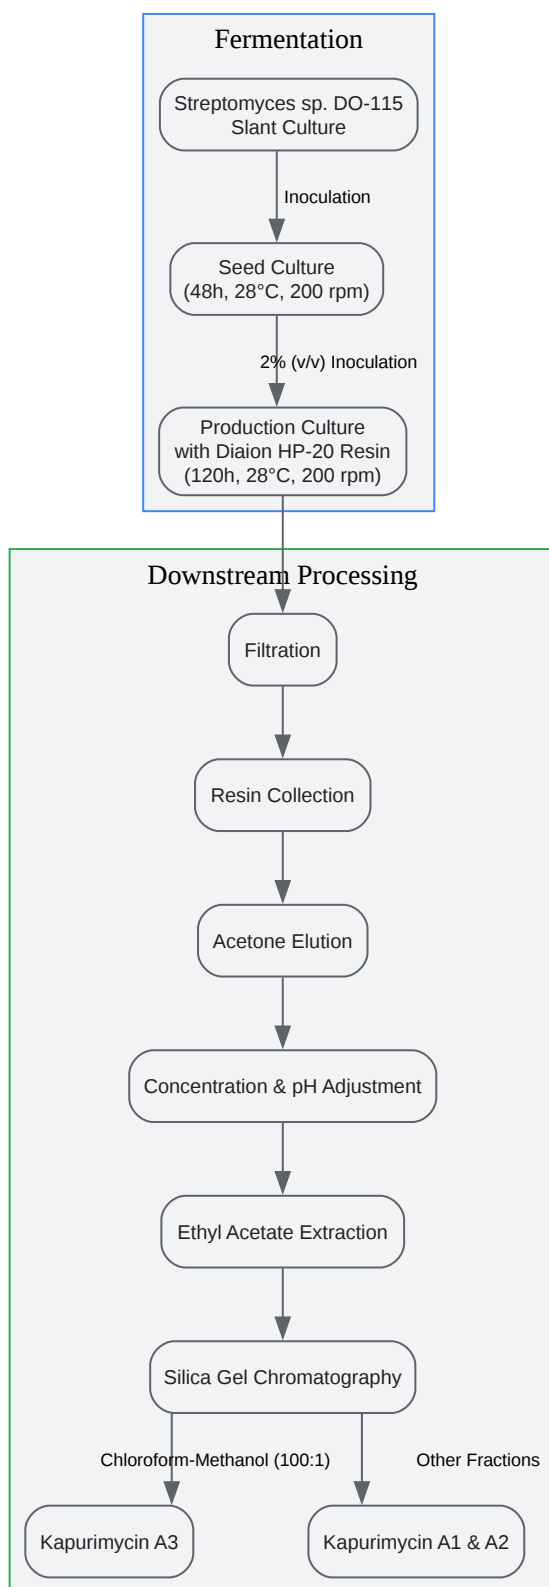 Fermentation
Streptomyces sp. DO-115
Slant Culture
Inoculation
Seed Culture
(48h, 28°C, 200 rpm)
2% (v/v) Inoculation
Production Culture
with Diaion HP-20 Resin
(120h, 28°C, 200 rpm)
Downstream Processing
Filtration
Resin Collection
Acetone Elution
Concentration & pH Adjustment
Ethyl Acetate Extraction
Silica Gel Chromatography
Chloroform-Methanol (100:1)
Other Fractions
Kapurimycin A3
Kapurimycin A1 & A2